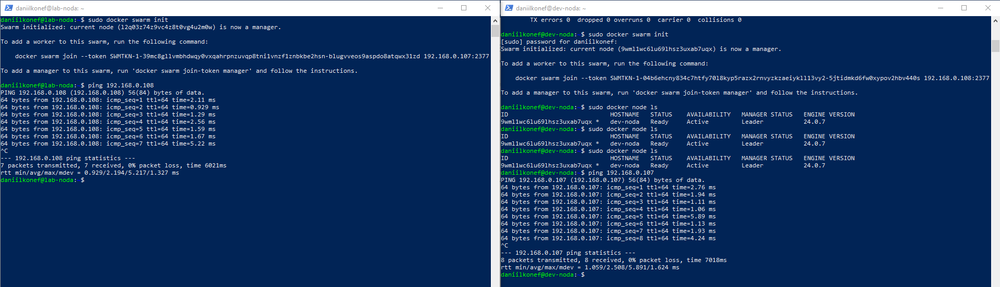 daniilkonef@lab-noda: ~
daniilkonef@lab-noda: $ sudo docker swarm init
Swarm initialized: current node (l2q03z74z9vc4z8t0vg4u2m0w) is now a manager.
To add a worker to this swarm, run the following command:
docker swarm join --token SWMTKN-1-39mc8gllvmbhdwqy0vxqahrpnzuvqp8tni1vnzf1znbkbe2hsn-blugvveos9aspdo8atqwx31zd 192.168.0.107:2377
To add a manager to this swarm, run 'docker swarm join-token manager' and follow the instructions.
daniilkonef@lab-noda: $ ping 192.168.0.108
PING 192.168.0.108 (192.168.0.108) 56(84) bytes of data.
64 bytes from 192.168.0.108: icmp_seq=1 ttl=64 time=2.11 ms
64 bytes from 192.168.0.108: icmp_seq=2 ttl=64 time=0.929 ms
64 bytes from 192.168.0.108: icmp_seq=3 ttl=64 time=1.29 ms
64 bytes from 192.168.0.108: icmp_seq=4 ttl=64 time=2.56 ms
64 bytes from 192.168.0.108: icmp_seq=5 ttl=64 time=1.59 ms
64 bytes from 192.168.0.108: icmp_seq=6 ttl=64 time=1.67 ms
64 bytes from 192.168.0.108: icmp_seq=7 ttl=64 time=5.22 ms
^C
--- 192.168.0.108 ping statistics ---
7 packets transmitted, 7 received, 0% packet loss, time 6021ms
rtt min/avg/max/mdev = 0.929/2.194/5.217/1.327 ms
daniilkonef@lab-noda: $
daniilkonef@dev-noda: ~
TX errors 0  dropped 0 overruns 0  carrier 0  collisions 0
daniilkonef@dev-noda: $ sudo docker swarm init
[sudo] password for daniilkonef:
Swarm initialized: current node (9wml1wc6lu69lhsz3uxab7uqx) is now a manager.
To add a worker to this swarm, run the following command:
docker swarm join --token SWMTKN-1-04b6ehcny834c7htfy70l8kyp5razx2rnvyzkzaeiykll13vy2-5jtidmkd6fw0xypov2hbv440s 192.168.0.108:2377
To add a manager to this swarm, run 'docker swarm join-token manager' and follow the instructions.
daniilkonef@dev-noda: $ sudo docker node ls
ID HOSTNAME STATUS AVAILABILITY MANAGER STATUS ENGINE VERSION
9wml1wc6lu69lhsz3uxab7uqx * dev-noda Ready Active Leader 24.0.7
daniilkonef@dev-noda: $ sudo docker node ls
ID HOSTNAME STATUS AVAILABILITY MANAGER STATUS ENGINE VERSION
9wml1wc6lu69lhsz3uxab7uqx * dev-noda Ready Active Leader 24.0.7
daniilkonef@dev-noda: $ sudo docker node ls
ID HOSTNAME STATUS AVAILABILITY MANAGER STATUS ENGINE VERSION
9wml1wc6lu69lhsz3uxab7uqx * dev-noda Ready Active Leader 24.0.7
daniilkonef@dev-noda: $ ping 192.168.0.107
PING 192.168.0.107 (192.168.0.107) 56(84) bytes of data.
64 bytes from 192.168.0.107: icmp_seq=1 ttl=64 time=2.76 ms
64 bytes from 192.168.0.107: icmp_seq=2 ttl=64 time=1.94 ms
64 bytes from 192.168.0.107: icmp_seq=3 ttl=64 time=1.11 ms
64 bytes from 192.168.0.107: icmp_seq=4 ttl=64 time=1.06 ms
64 bytes from 192.168.0.107: icmp_seq=5 ttl=64 time=5.89 ms
64 bytes from 192.168.0.107: icmp_seq=6 ttl=64 time=1.13 ms
64 bytes from 192.168.0.107: icmp_seq=7 ttl=64 time=1.93 ms
64 bytes from 192.168.0.107: icmp_seq=8 ttl=64 time=4.24 ms
^C
--- 192.168.0.107 ping statistics ---
8 packets transmitted, 8 received, 0% packet loss, time 7018ms
rtt min/avg/max/mdev = 1.059/2.508/5.891/1.624 ms
daniilkonef@dev-noda: $